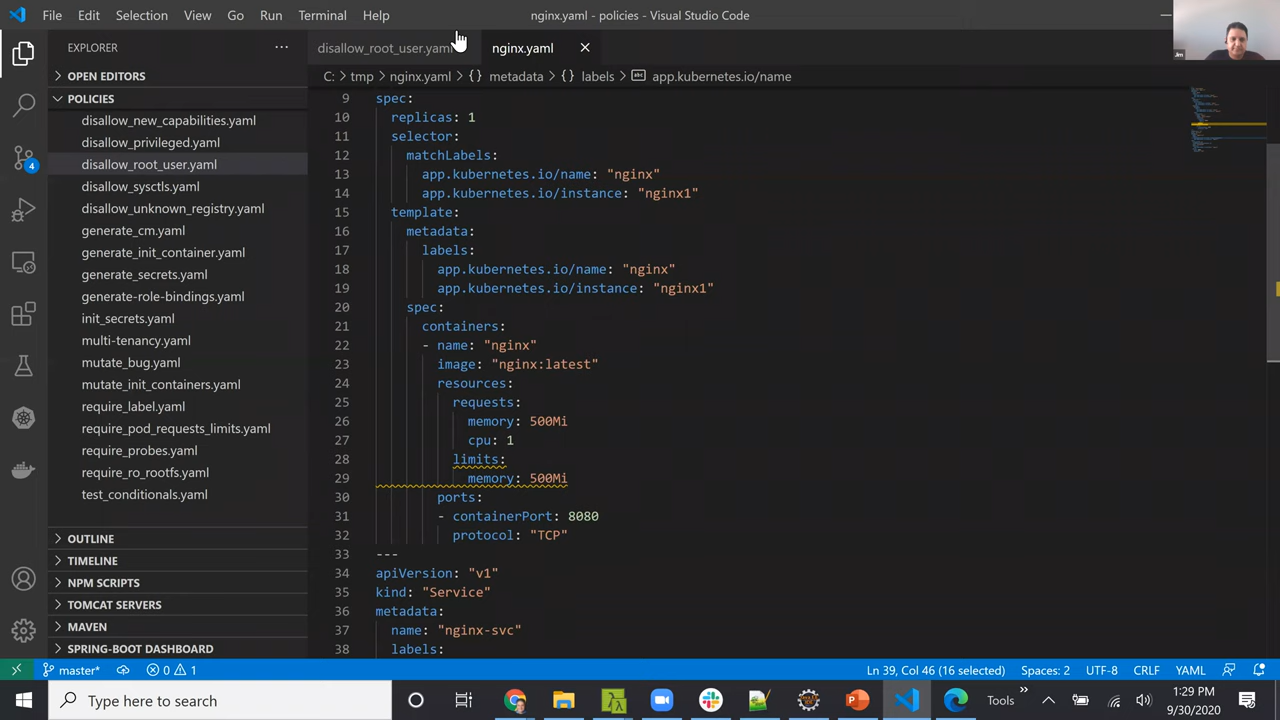 File Edit Selection View Go Run Terminal Help
nginx.yaml - policies - Visual Studio Code
EXPLORER
OPEN EDITORS
POLICIES
disallow_new_capabilities.yaml
disallow_privileged.yaml
disallow_root_user.yaml
disallow_sysctls.yaml
disallow_unknown_registry.yaml
generate_cm.yaml
generate_init_container.yaml
generate_secrets.yaml
generate-role-bindings.yaml
init_secrets.yaml
multi-tenancy.yaml
mutate_bug.yaml
mutate_init_containers.yaml
require_label.yaml
require_pod_requests_limits.yaml
require_probes.yaml
require_ro_rootfs.yaml
test_conditionals.yaml
OUTLINE
TIMELINE
NPM SCRIPTS
TOMCAT SERVERS
MAVEN
SPRING-BOOT DASHBOARD
4
disallow_root_user.yaml
nginx.yaml
C: > tmp > nginx.yaml > {} metadata > {} labels > abc app.kubernetes.io/name
9 spec:
10 replicas: 1
11 selector:
12 matchLabels:
13 app.kubernetes.io/name: "nginx"
14 app.kubernetes.io/instance: "nginx1"
15 template:
16 metadata:
17 labels:
18 app.kubernetes.io/name: "nginx"
19 app.kubernetes.io/instance: "nginx1"
20 spec:
21 containers:
22 - name: "nginx"
23 image: "nginx:latest"
24 resources:
25 requests:
26 memory: 500Mi
27 cpu: 1
28 limits:
29 memory: 500Mi
30 ports:
31 - containerPort: 8080
32 protocol: "TCP"
33 ---
34 apiVersion: "v1"
35 kind: "Service"
36 metadata:
37 name: "nginx-svc"
38 labels:
Jm
master* 0 1 Ln 39, Col 46 (16 selected) Spaces: 2 UTF-8 CRLF YAML
Type here to search
Tools
1:29 PM
9/30/2020